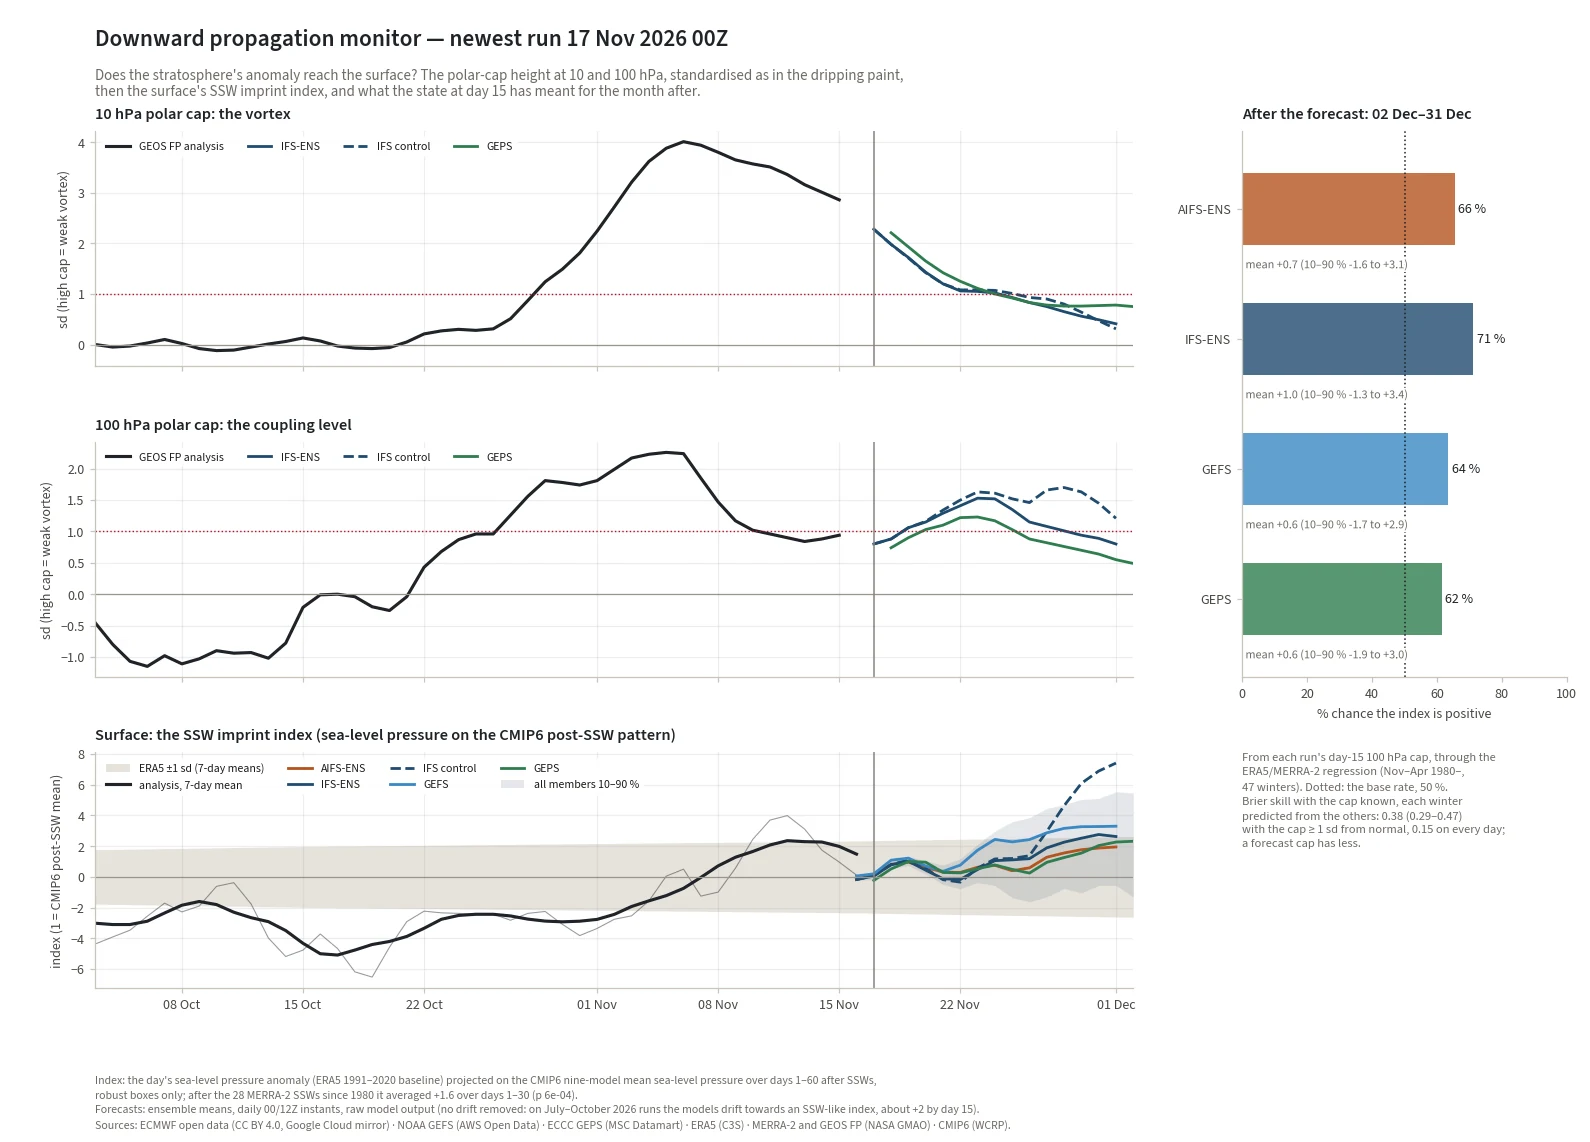 Downward propagation monitor — newest run 17 Nov 2026 00Z
Does the stratosphere's anomaly reach the surface? The polar-cap height at 10 and 100 hPa, standardised as in the dripping paint,
then the surface's SSW imprint index, and what the state at day 15 has meant for the month after.
10 hPa polar cap: the vortex
GEOS FP analysis
IFS-ENS
IFS control
GEPS
sd (high cap = weak vortex)
4
3
2
1
0
100 hPa polar cap: the coupling level
GEOS FP analysis
IFS-ENS
IFS control
GEPS
sd (high cap = weak vortex)
2.0
1.5
1.0
0.5
0.0
−0.5
−1.0
Surface: the SSW imprint index (sea-level pressure on the CMIP6 post-SSW pattern)
ERA5 ±1 sd (7-day means)
AIFS-ENS
IFS control
GEPS
analysis, 7-day mean
IFS-ENS
GEFS
all members 10–90 %
index (1 = CMIP6 post-SSW mean)
8
6
4
2
0
−2
−4
−6
08 Oct
15 Oct
22 Oct
01 Nov
08 Nov
15 Nov
22 Nov
01 Dec
After the forecast: 02 Dec–31 Dec
AIFS-ENS
66 %
mean +0.7 (10–90 % -1.6 to +3.1)
IFS-ENS
71 %
mean +1.0 (10–90 % -1.3 to +3.4)
GEFS
64 %
mean +0.6 (10–90 % -1.7 to +2.9)
GEPS
62 %
mean +0.6 (10–90 % -1.9 to +3.0)
0
20
40
60
80
100
% chance the index is positive
From each run's day-15 100 hPa cap, through the
ERA5/MERRA-2 regression (Nov–Apr 1980–,
47 winters). Dotted: the base rate, 50 %.
Brier skill with the cap known, each winter
predicted from the others: 0.38 (0.29–0.47)
with the cap ≥ 1 sd from normal, 0.15 on every day;
a forecast cap has less.
Index: the day's sea-level pressure anomaly (ERA5 1991–2020 baseline) projected on the CMIP6 nine-model mean sea-level pressure over days 1–60 after SSWs,
robust boxes only; after the 28 MERRA-2 SSWs since 1980 it averaged +1.6 over days 1–30 (p 6e-04).
Forecasts: ensemble means, daily 00/12Z instants, raw model output (no drift removed: on July–October 2026 runs the models drift towards an SSW-like index, about +2 by day 15).
Sources: ECMWF open data (CC BY 4.0, Google Cloud mirror) · NOAA GEFS (AWS Open Data) · ECCC GEPS (MSC Datamart) · ERA5 (C3S) · MERRA-2 and GEOS FP (NASA GMAO) · CMIP6 (WCRP).